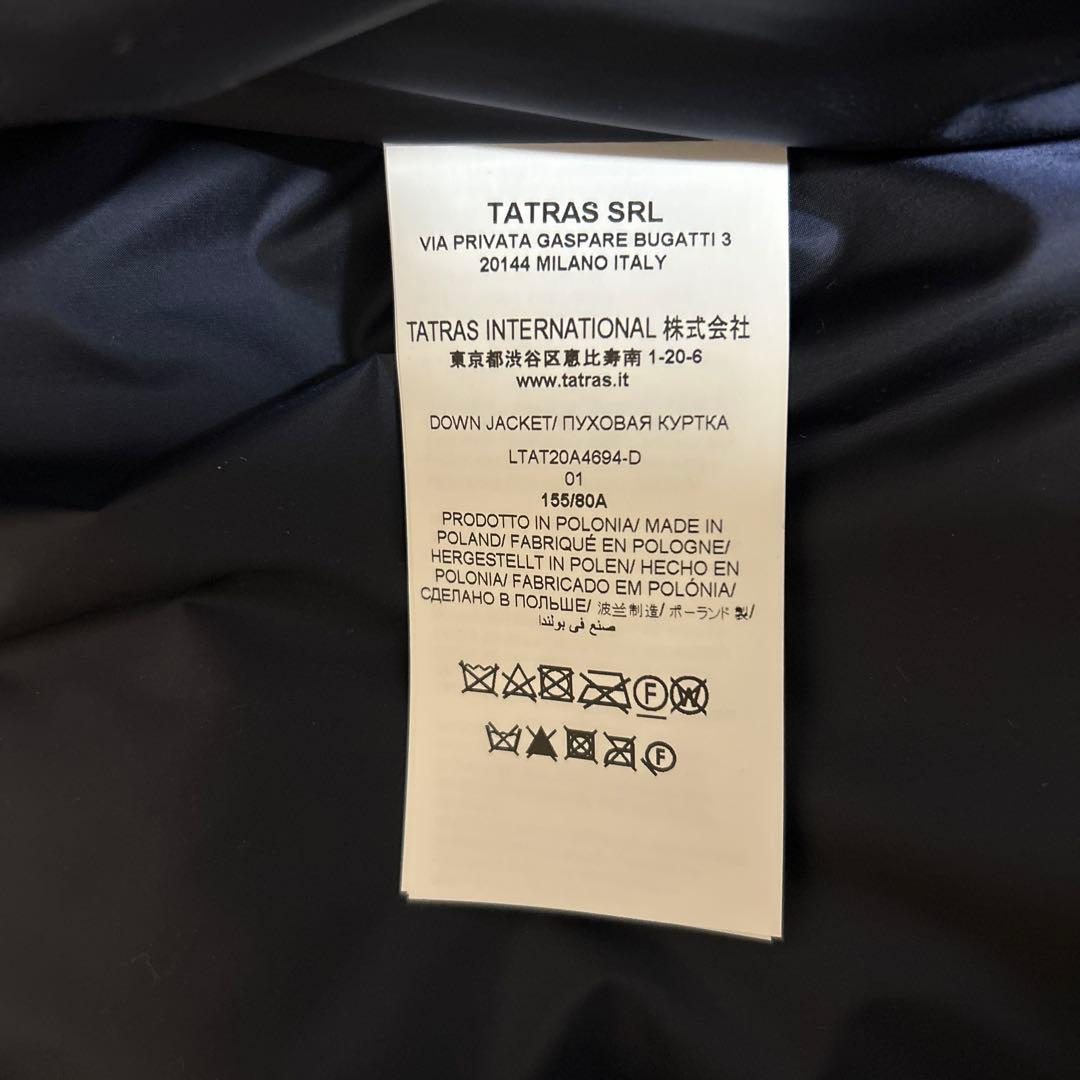 TATRAS SRL
VIA PRIVATA GASPARE BUGATTI 3
20144 MILANO ITALY
TATRAS INTERNATIONAL 株式会社
東京都渋谷区恵比寿南 1-20-6
www.tatras.it
DOWN JACKET/ ПУХОВАЯ КУРТКА
LTAT20A4694-D
01
155/80A
PRODOTTO IN POLONIA/ MADE IN
POLAND/ FABRIQUÉ EN POLOGNE/
HERGESTELLT IN POLEN/ HECHO EN
POLONIA/ FABRICADO EM POLÓNIA/
СДЕЛАНО В ПОЛЬШЕ/ 波兰制造/ ポーランド製/
صنع في بولندا
F W
F